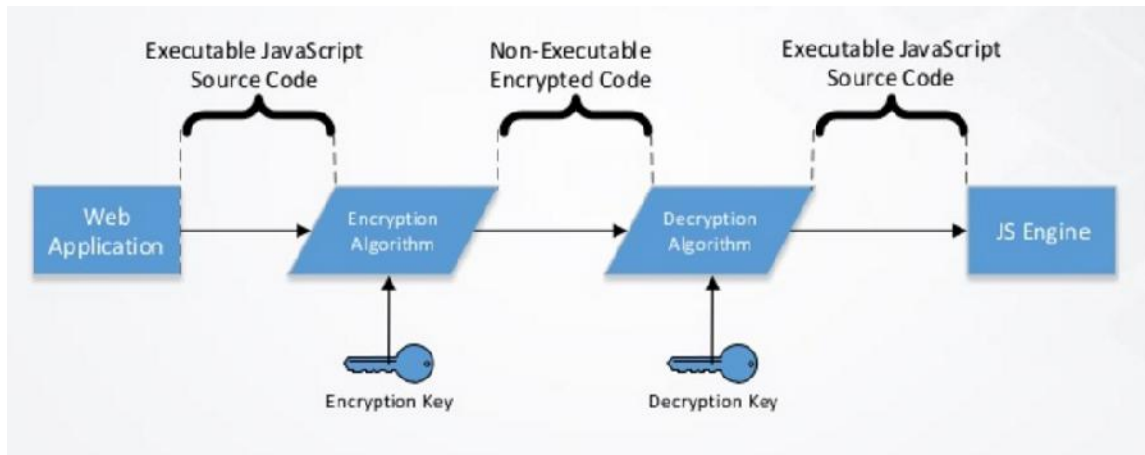 Executable JavaScript
Source Code
Non-Executable
Encrypted Code
Executable JavaScript
Source Code
Web
Application
Encryption
Algorithm
Decryption
Algorithm
JS Engine
Encryption Key
Decryption Key